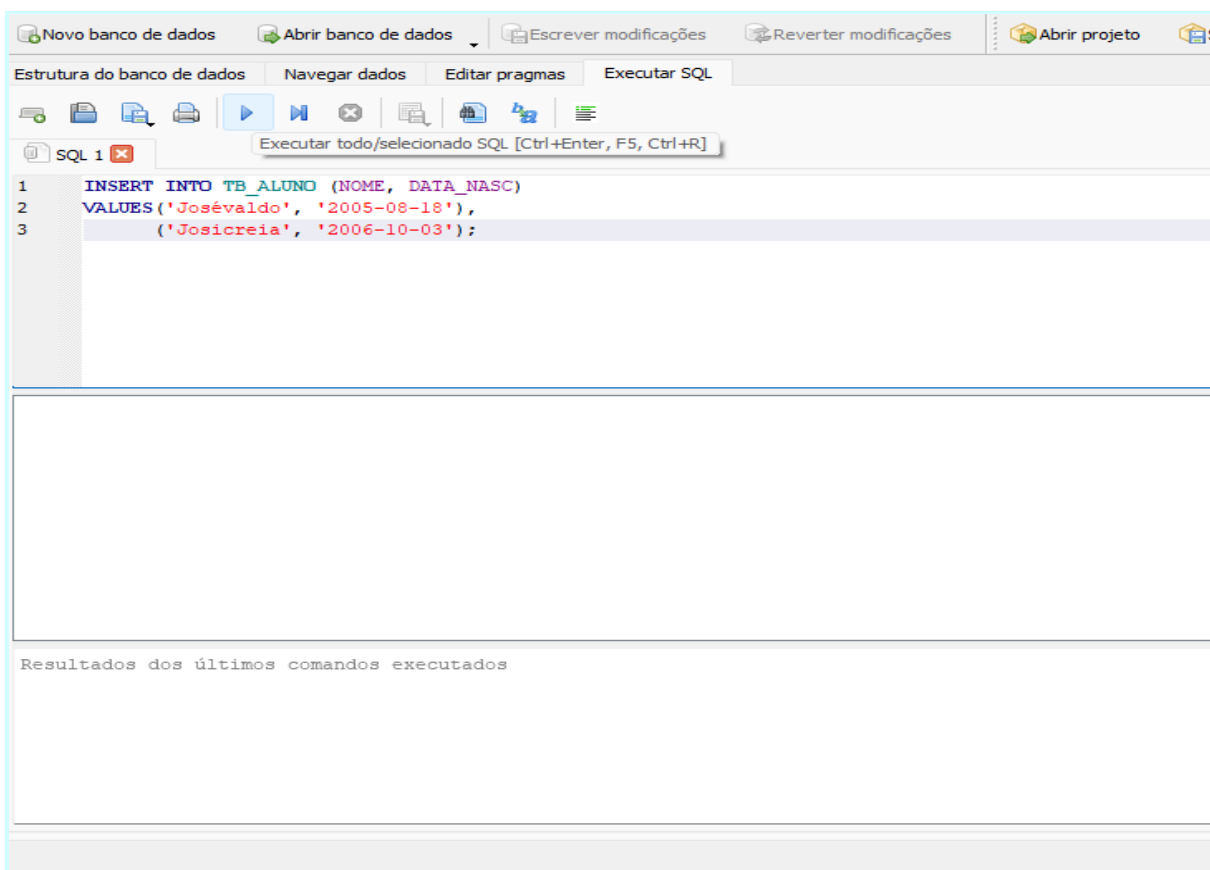 Novo banco de dados Abrir banco de dados Escrever modificações Reverter modificações Abrir projeto
Estrutura do banco de dados Navegar dados Editar pragmas Executar SQL
Executar todo/selecionado SQL [Ctrl+Enter, F5, Ctrl+R]
SQL 1
1 INSERT INTO TB_ALUNO (NOME, DATA_NASC)
2 VALUES('Josévaldo', '2005-08-18'),
3 ('Josicreia', '2006-10-03');
Resultados dos últimos comandos executados